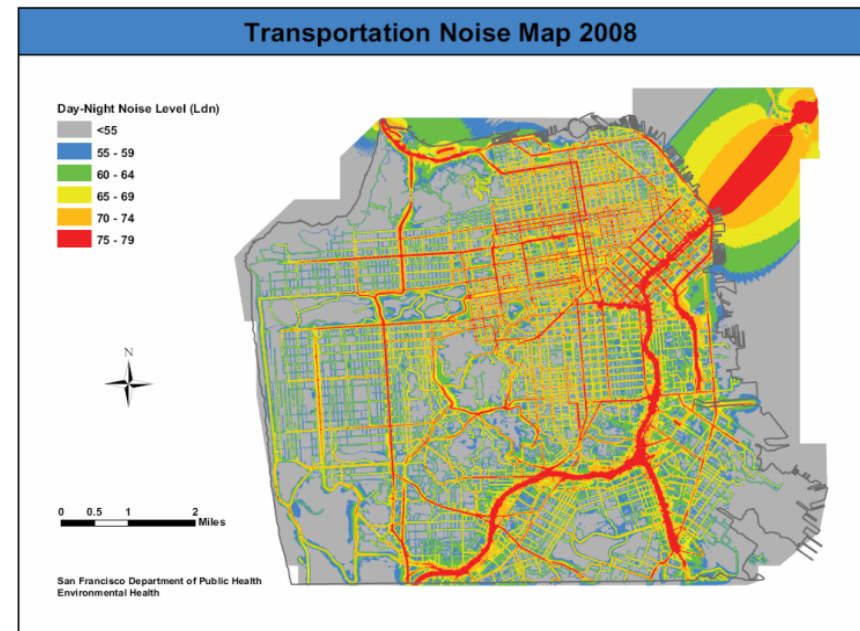 Transportation Noise Map 2008
Day-Night Noise Level (Ldn)
<55
55 - 59
60 - 64
65 - 69
70 - 74
75 - 79
N
0 0.5 1 2
Miles
San Francisco Department of Public Health
Environmental Health